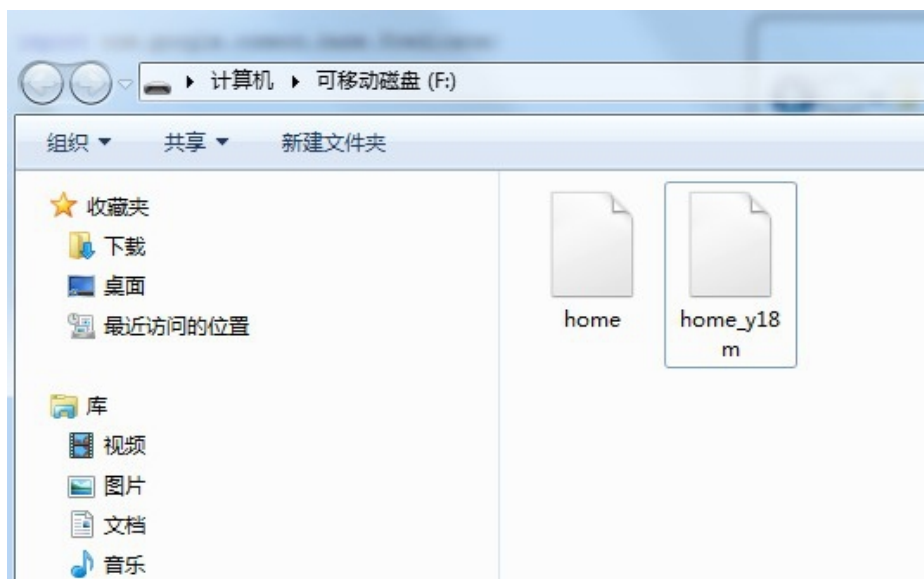 计算机 可移动磁盘 (F:)
组织 共享 新建文件夹
收藏夹
下载
桌面
最近访问的位置
库
视频
图片
文档
音乐
home
home_y18
m